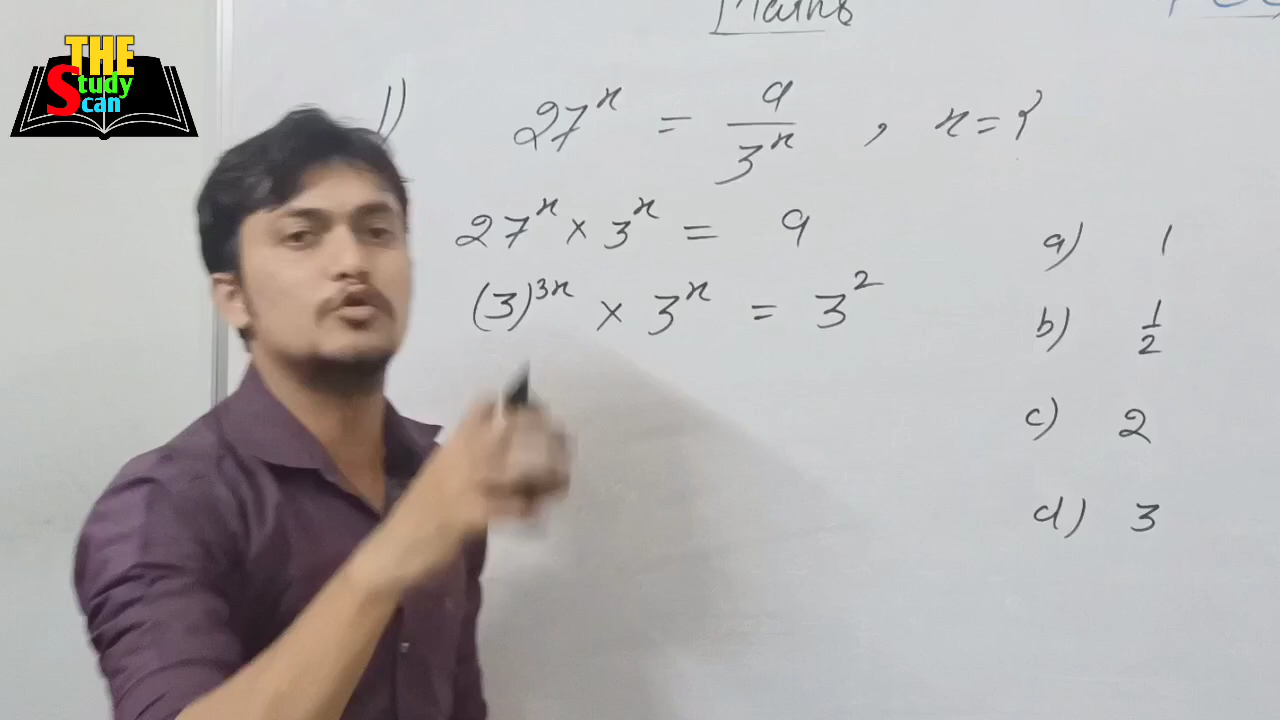 THE
Study
Scan
Maths
1) 27^x = 9/3^x , x=?
27^x × 3^x = 9
(3)^3x × 3^x = 3^2
a) 1
b) 1/2
c) 2
d) 3